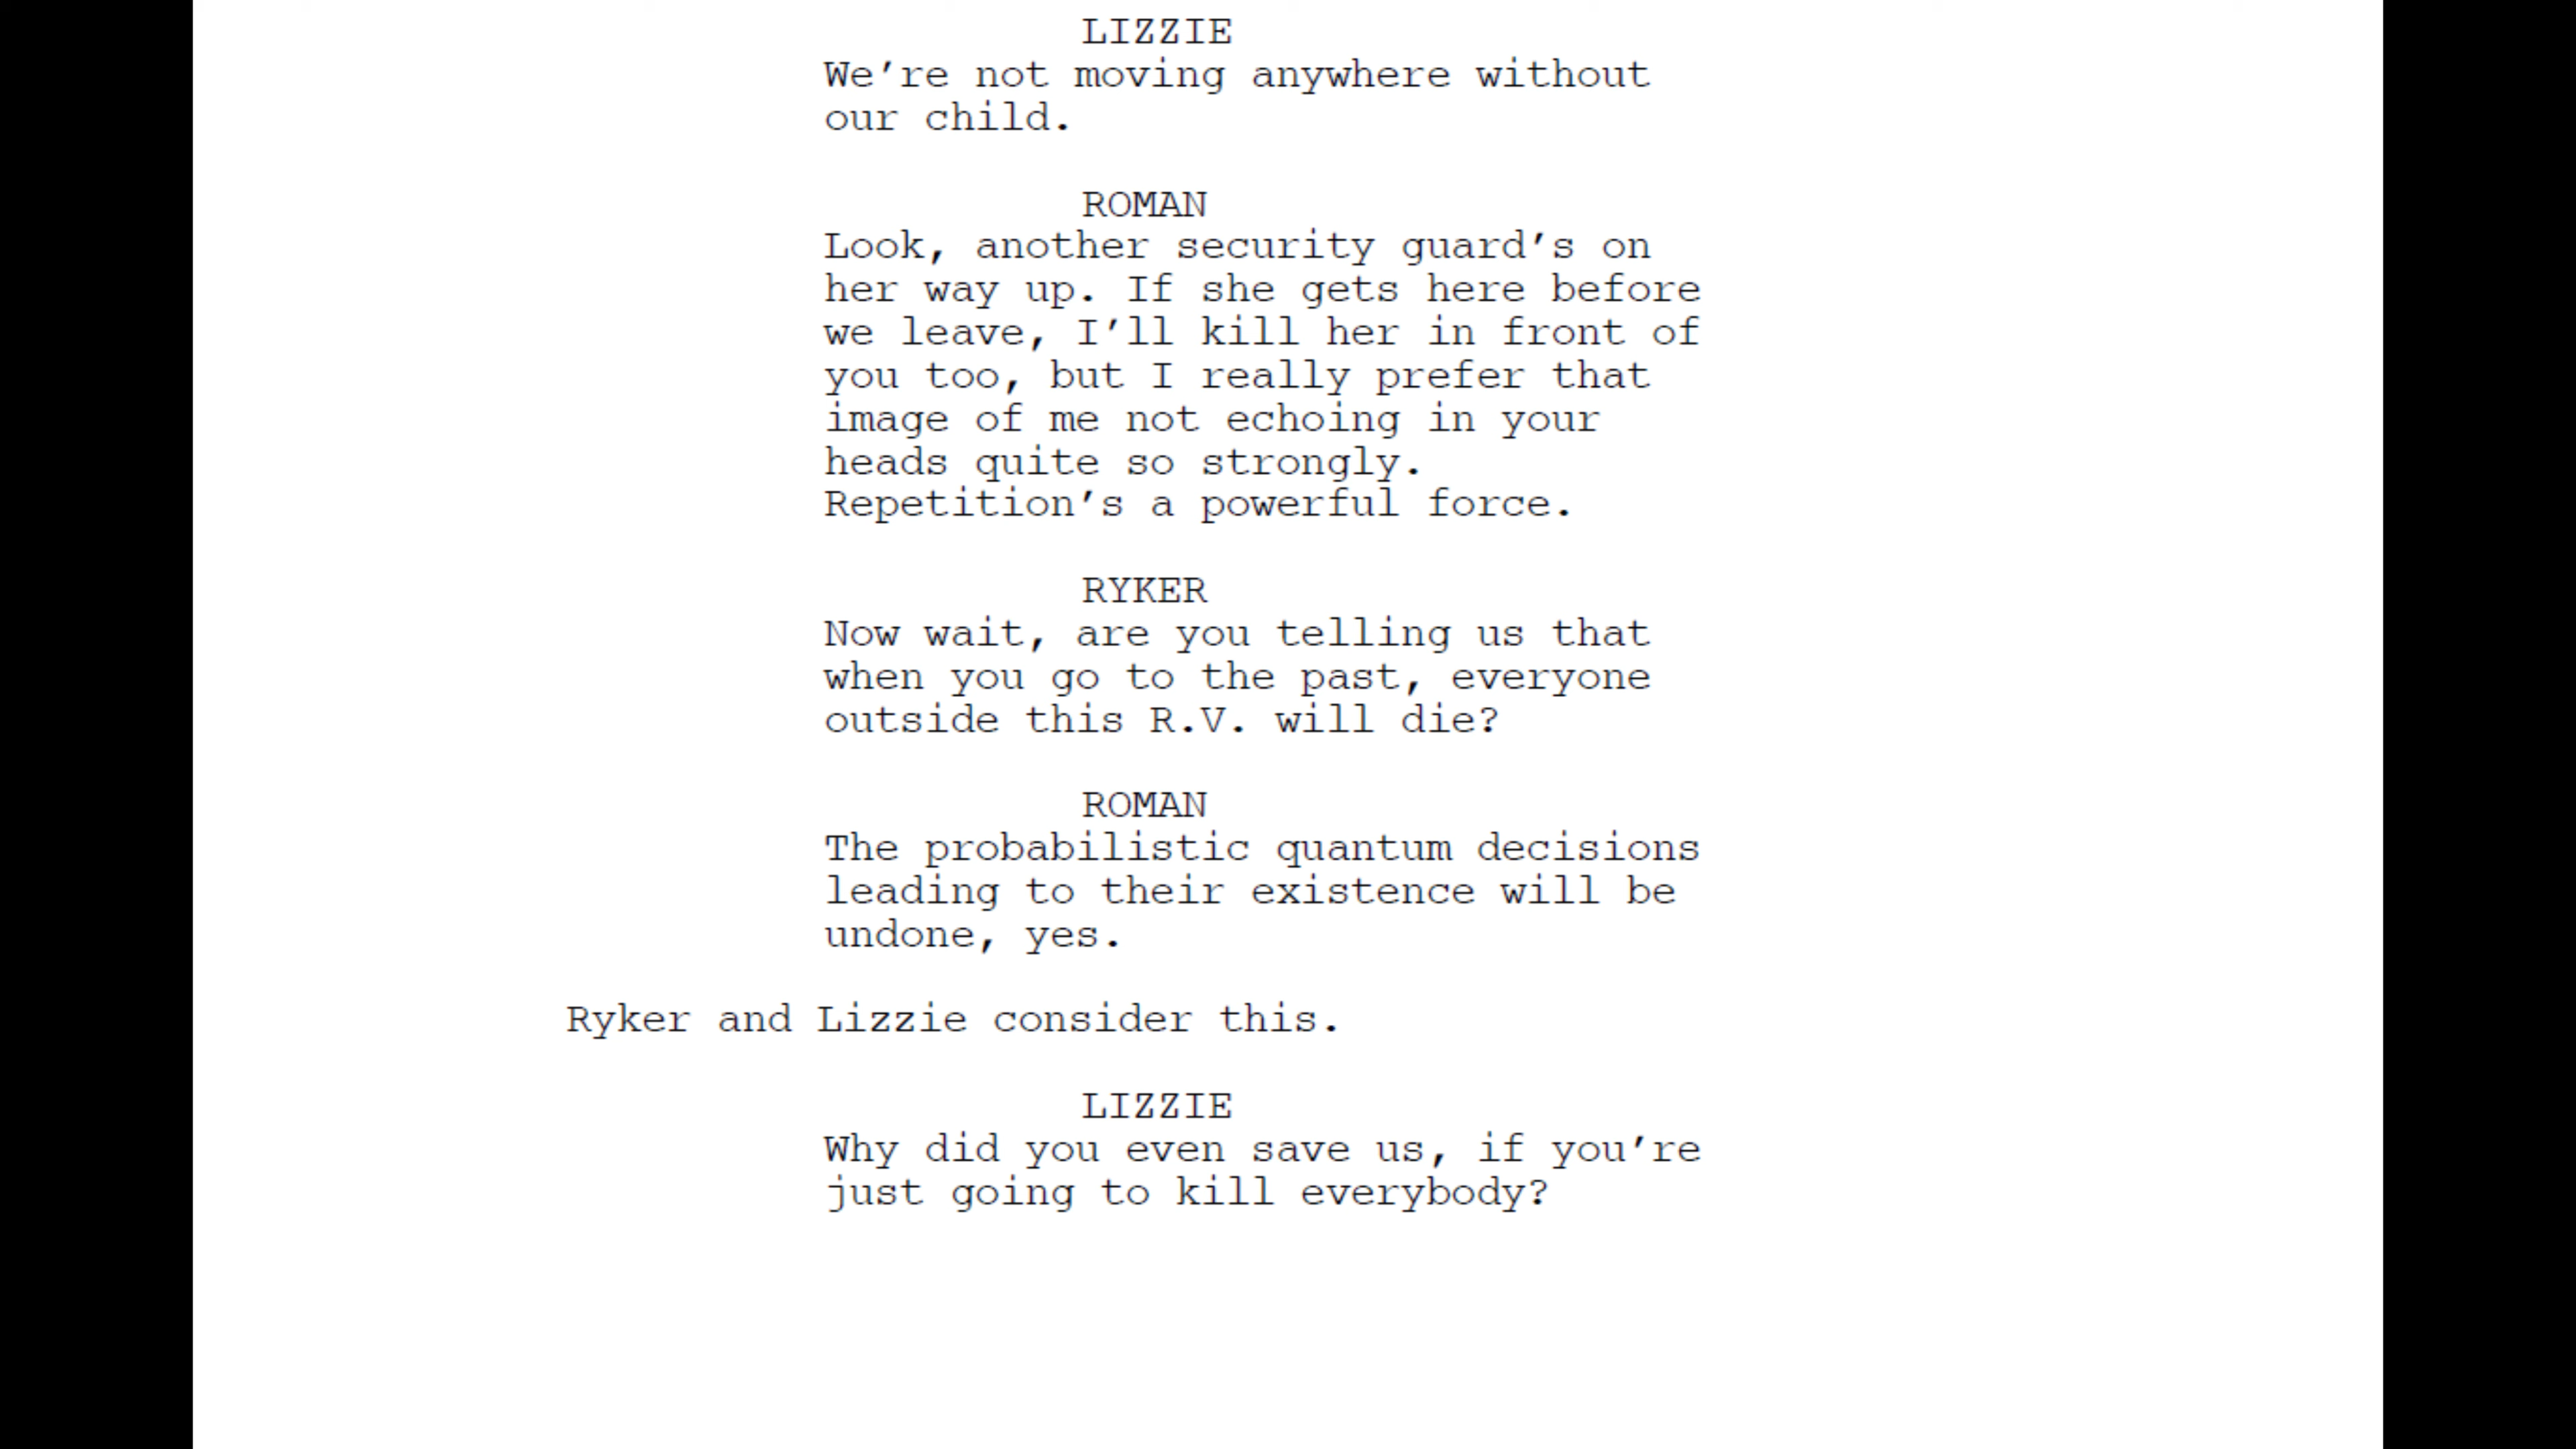 LIZZIE
We’re not moving anywhere without
our child.
ROMAN
Look, another security guard’s on
her way up. If she gets here before
we leave, I’ll kill her in front of
you too, but I really prefer that
image of me not echoing in your
heads quite so strongly.
Repetition’s a powerful force.
RYKER
Now wait, are you telling us that
when you go to the past, everyone
outside this R.V. will die?
ROMAN
The probabilistic quantum decisions
leading to their existence will be
undone, yes.
Ryker and Lizzie consider this.
LIZZIE
Why did you even save us, if you’re
just going to kill everybody?